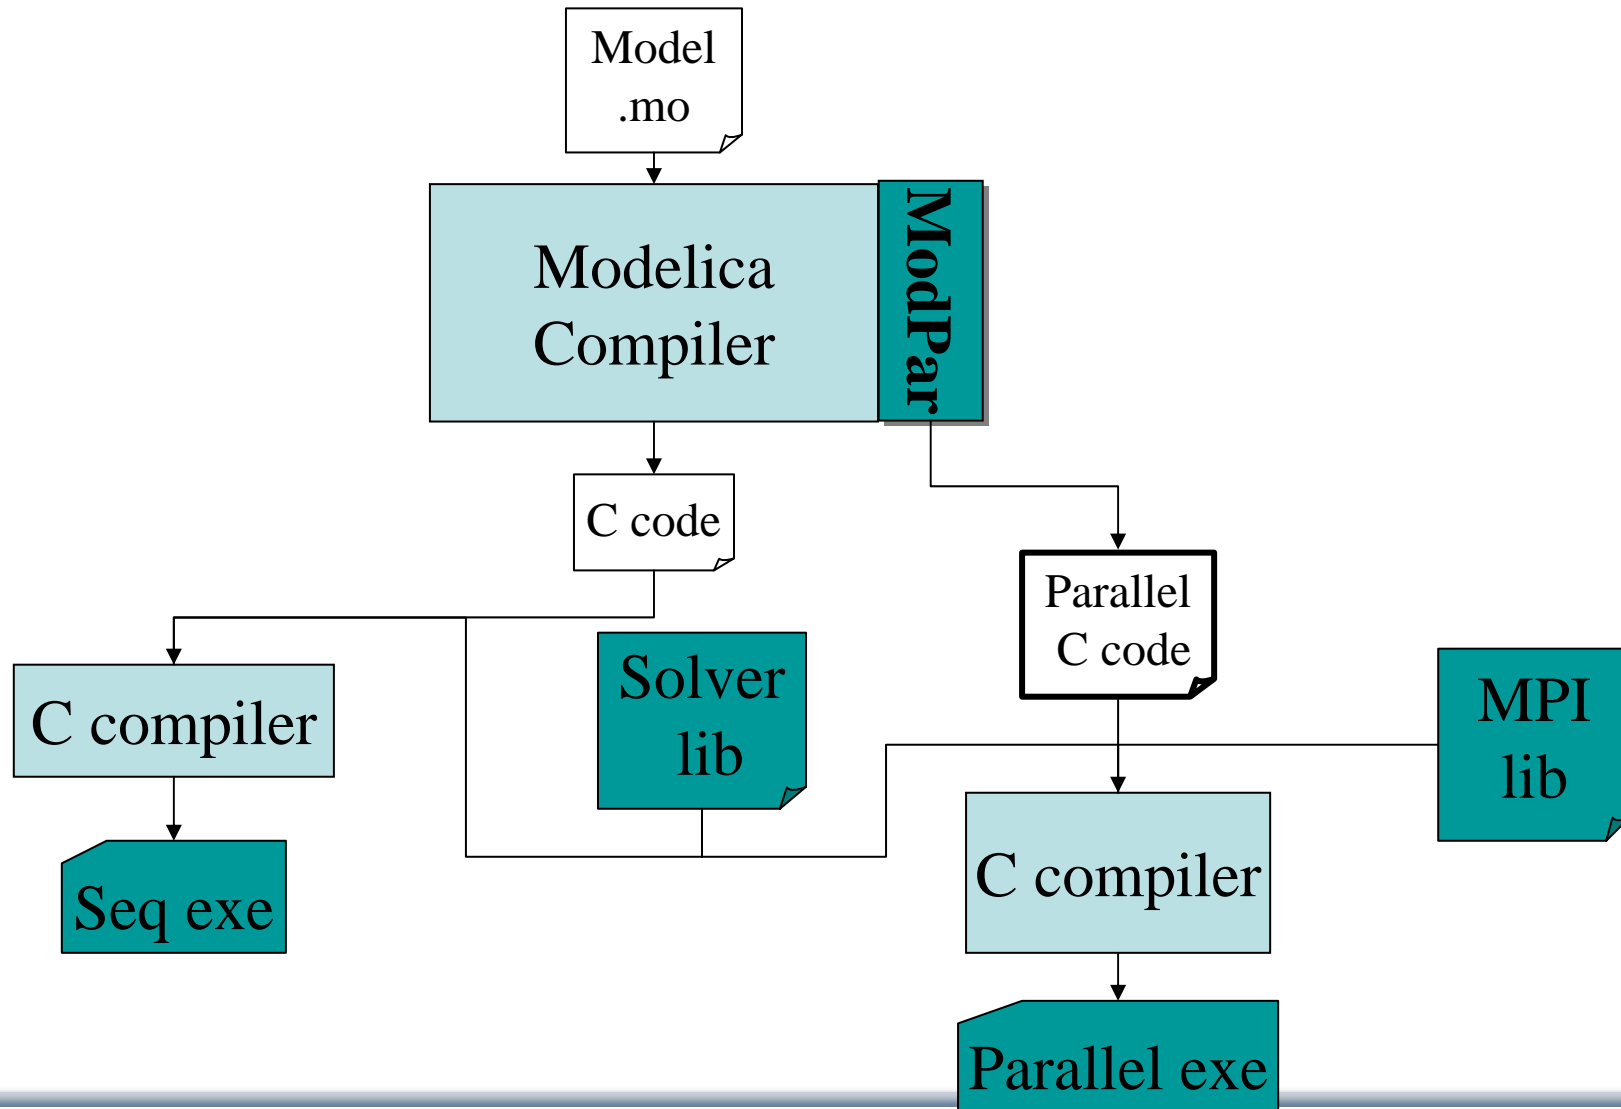 Model
.mo
Modelica
Compiler
ModPar
C code
Parallel
C code
Solver
lib
MPI
lib
C compiler
C compiler
Seq exe
Parallel exe